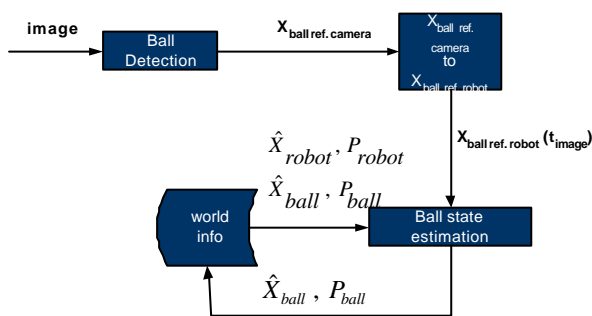 image
Ball
Detection
X ball ref. camera
X ball ref.
camera
to
X ball ref. robot
X ball ref. robot (t image)
X̂ robot , P robot
X̂ ball , P ball
world
info
Ball state
estimation
X̂ ball , P ball